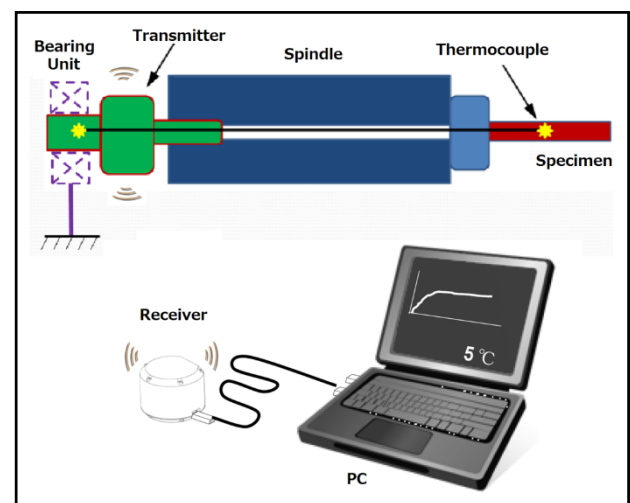 Bearing
Unit
Transmitter
Spindle
Thermocouple
Specimen
Receiver
5 ℃
PC